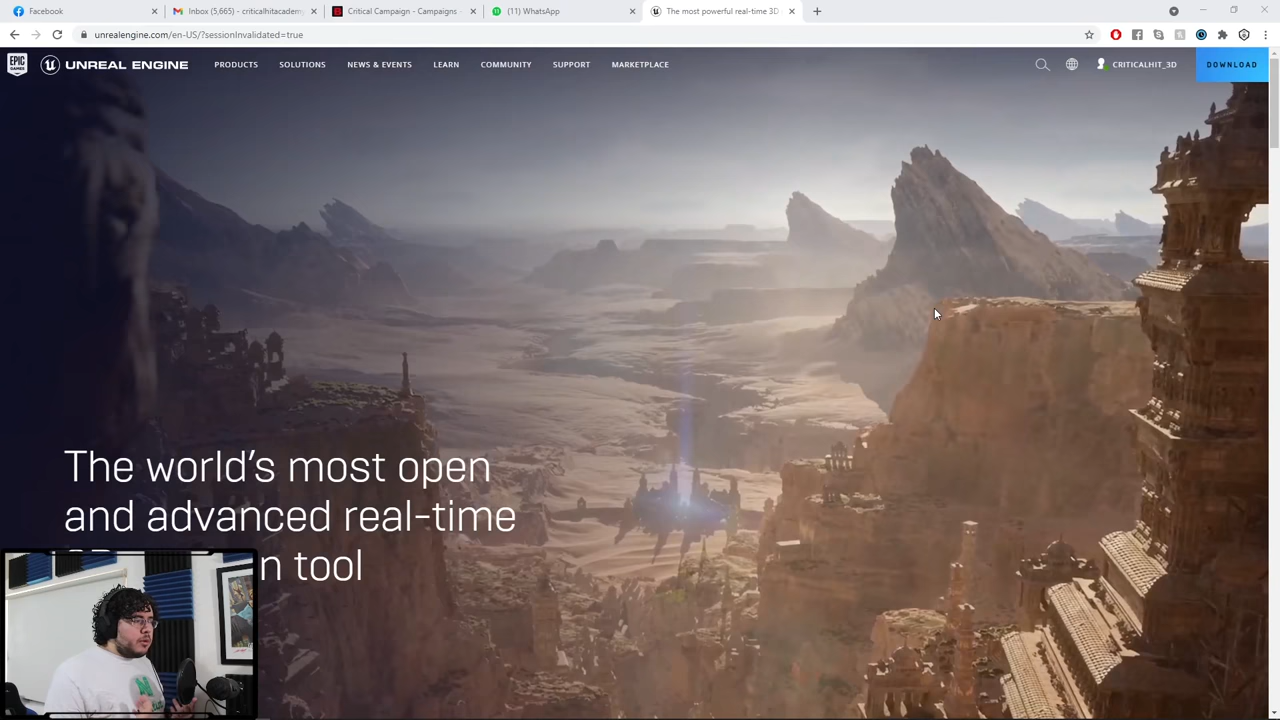 Facebook
Inbox (5,665) - criticalhitacadem
Critical Campaign - Campaigns -
(11) WhatsApp
The most powerful real-time 3D
unrealengine.com/en-US/?sessionInvalidated=true
EPIC GAMES
UNREAL ENGINE
PRODUCTS
SOLUTIONS
NEWS & EVENTS
LEARN
COMMUNITY
SUPPORT
MARKETPLACE
CRITICALHIT_3D
DOWNLOAD
The world's most open
and advanced real-time
n tool